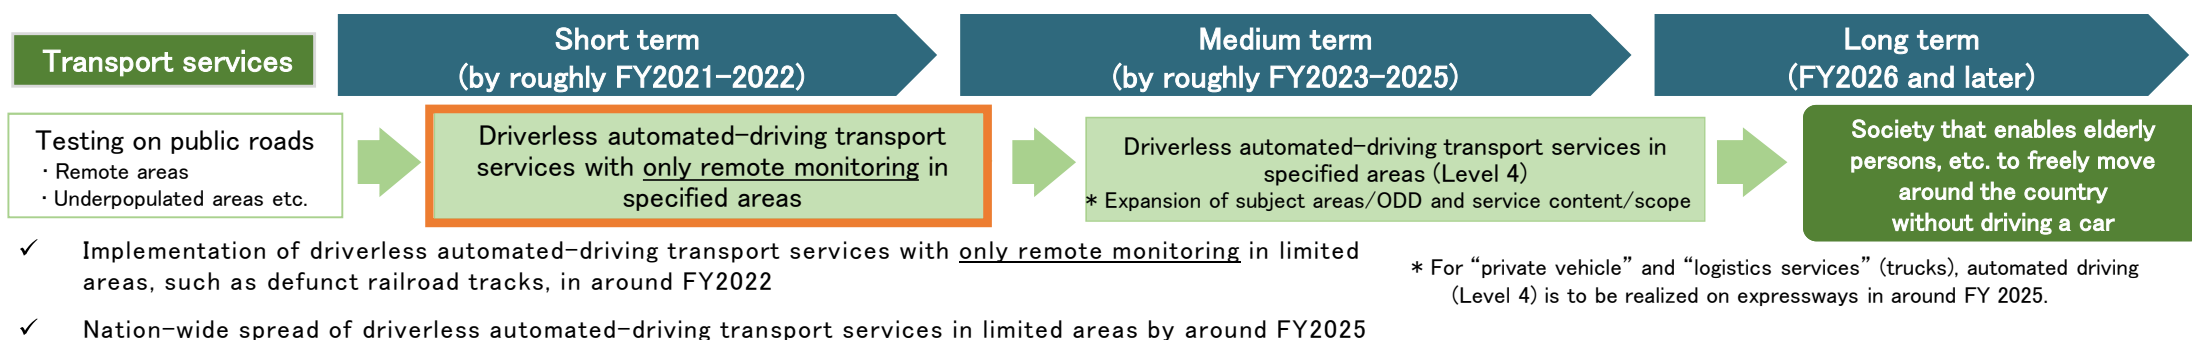 Transport services
Short term
(by roughly FY2021-2022)
Medium term
(by roughly FY2023-2025)
Long term
(FY2026 and later)
Testing on public roads
・Remote areas
・Underpopulated areas etc.
Driverless automated-driving transport
services with only remote monitoring in
specified areas
Driverless automated-driving transport services in
specified areas (Level 4)
* Expansion of subject areas/ODD and service content/scope
Society that enables elderly
persons, etc. to freely move
around the country
without driving a car
✓ Implementation of driverless automated-driving transport services with only remote monitoring in limited
areas, such as defunct railroad tracks, in around FY2022
✓ Nation-wide spread of driverless automated-driving transport services in limited areas by around FY2025
* For “private vehicle” and “logistics services” (trucks), automated driving
(Level 4) is to be realized on expressways in around FY 2025.